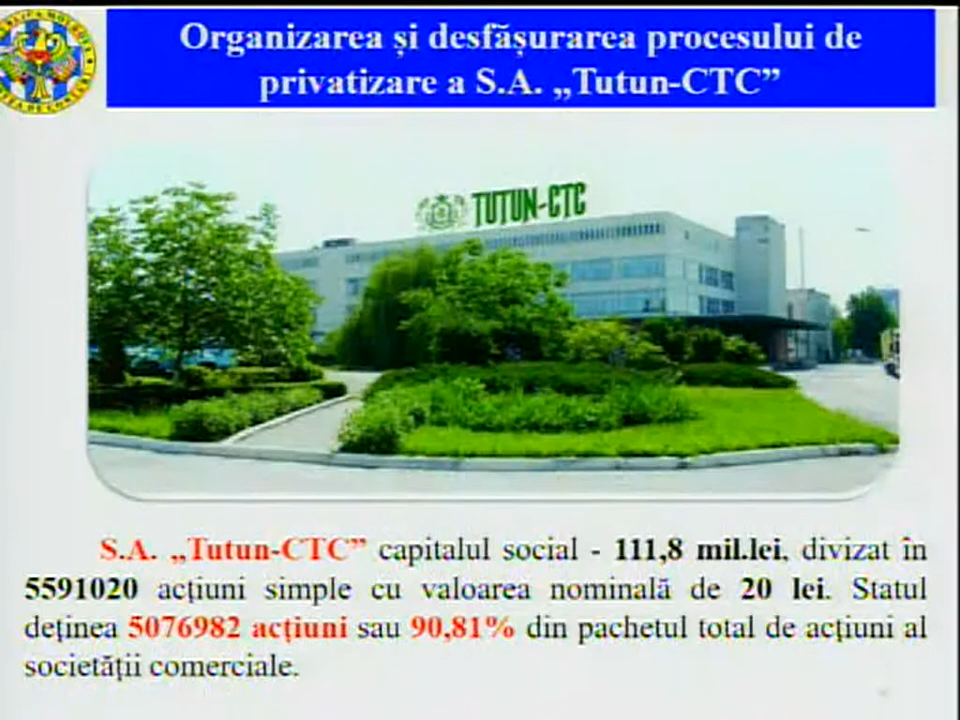 Organizarea și desfășurarea procesului de
privatizare a S.A. „Tutun-CTC”
TUTUN-CTC
S.A. „Tutun-CTC” capitalul social - 111,8 mil.lei, divizat în
5591020 acțiuni simple cu valoarea nominală de 20 lei. Statul
deținea 5076982 acțiuni sau 90,81% din pachetul total de acțiuni al
societății comerciale.